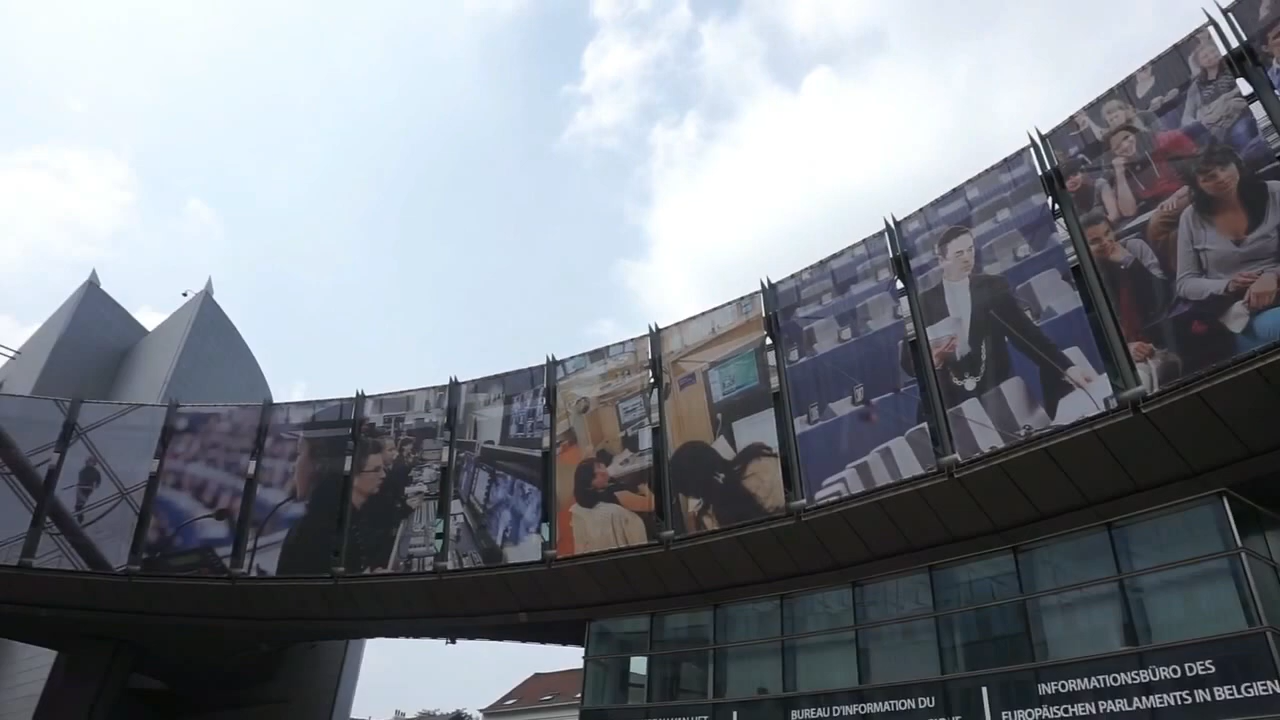 BUREAU D'INFORMATION DU
INFORMATIONSBÜRO DES
EUROPÄISCHEN PARLAMENTS IN BELGIEN